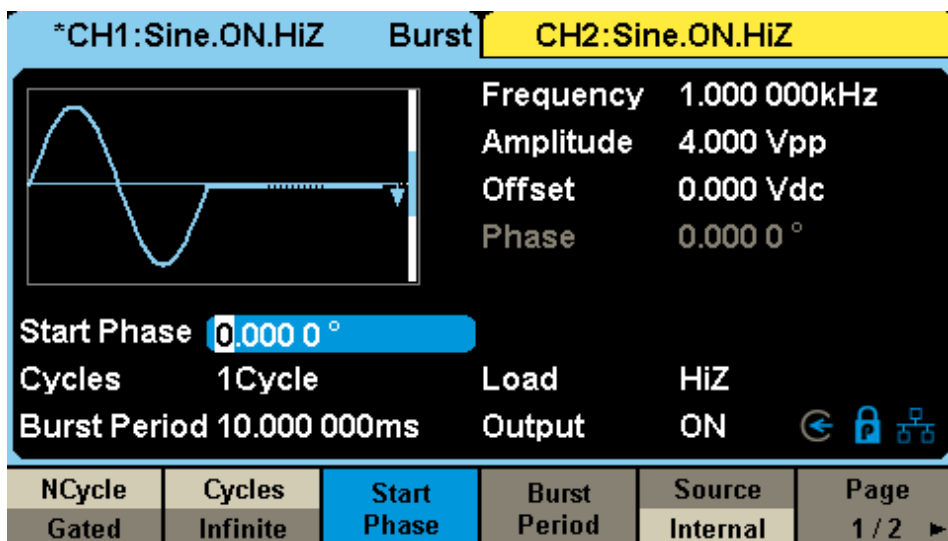 *CH1:Sine.ON.HiZ Burst CH2:Sine.ON.HiZ
Frequency 1.000 000kHz
Amplitude 4.000 Vpp
Offset 0.000 Vdc
Phase 0.000 0 °
Start Phase 0.000 0 °
Cycles 1Cycle Load HiZ
Burst Period 10.000 000ms Output ON P
NCycle Cycles Start Burst Source Page
Gated Infinite Phase Period Internal 1/2 ►